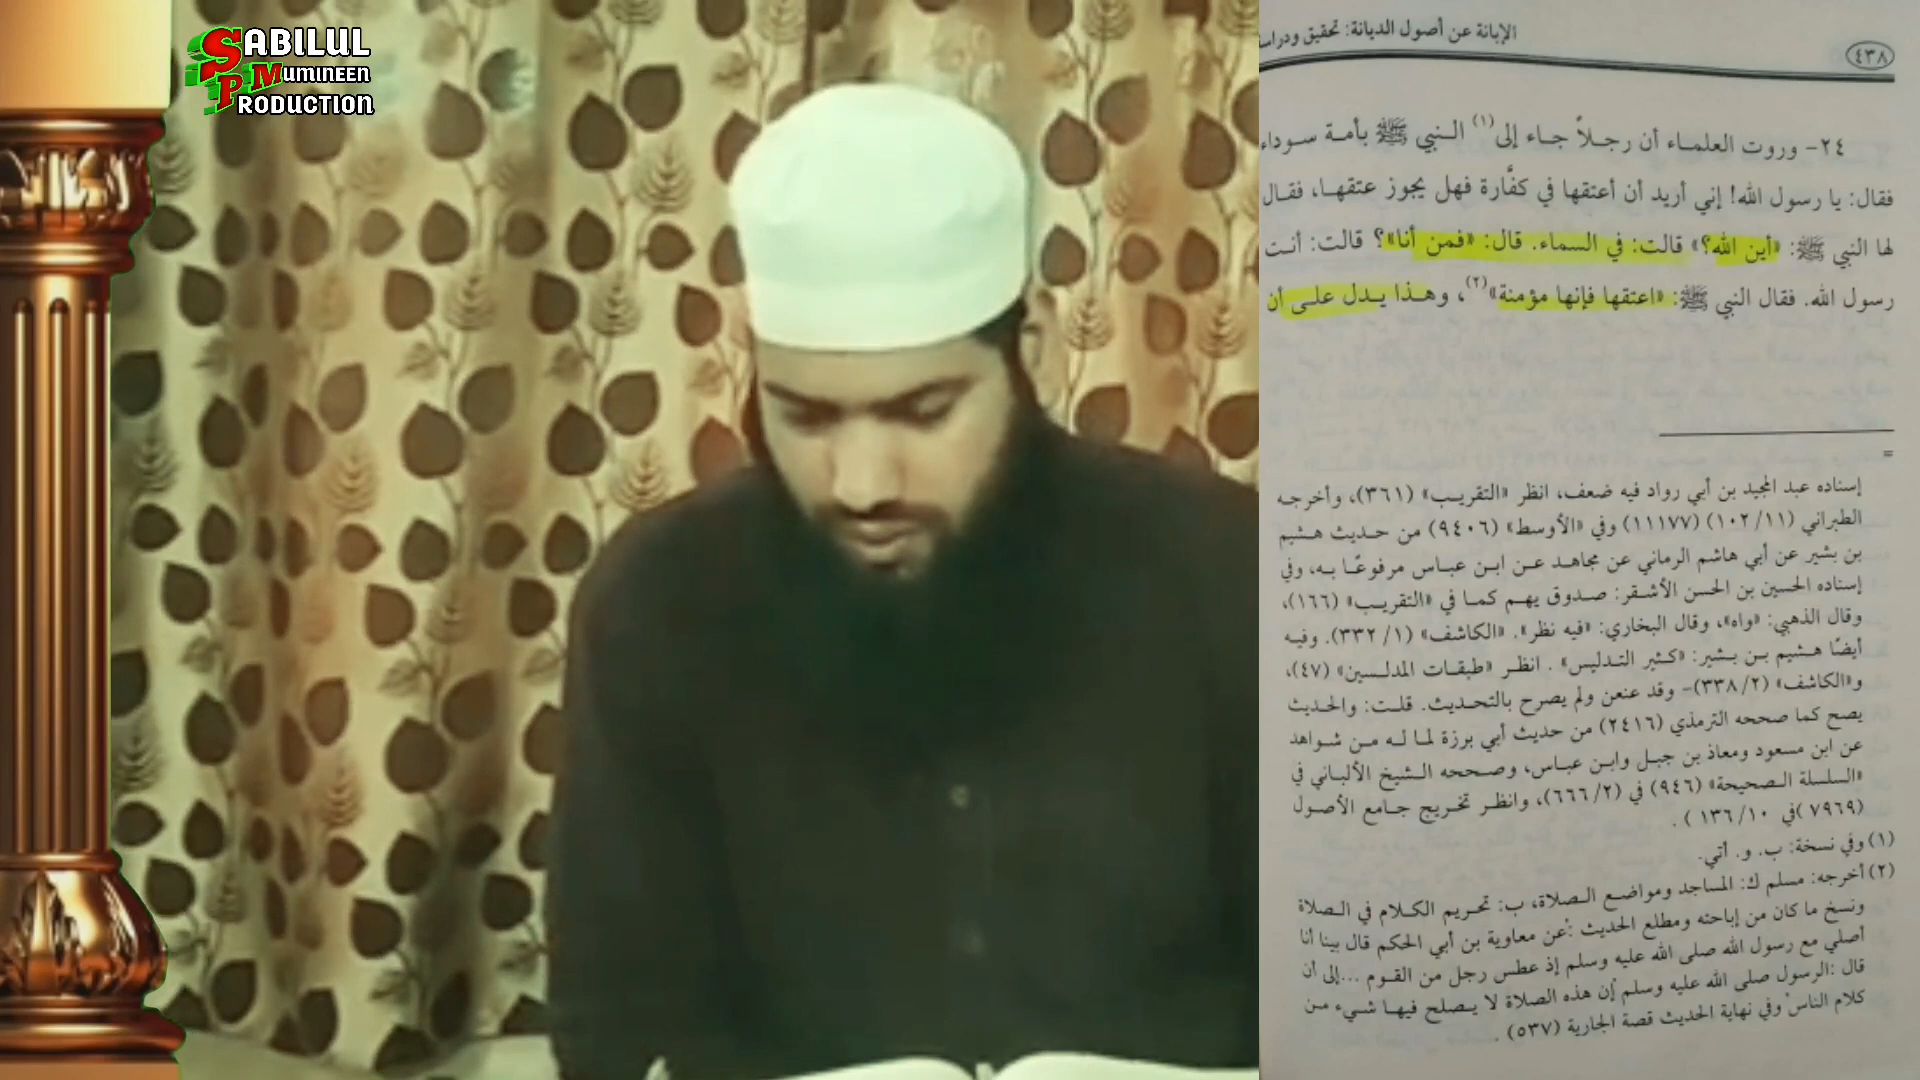 SABILUL
MUMINEEN
PRODUCTION
الإبانة عن أصول الديانة: تحقيق ودراسة
٤٣٨
٢٤- وروت العلماء أن رجلاً جاء إلى(١) النبي ﷺ بأمة سوداء
فقال: يا رسول الله! إني أريد أن أعتقها في كفَّارة فهل يجوز عتقها، فقال
لها النبي ﷺ: «أين الله؟» قالت: في السماء. قال: «فمن أنا»؟ قالت: أنت
رسول الله. فقال النبي ﷺ: «اعتقها فإنها مؤمنة»(٢)، وهذا يدل على أن
=
إسناده عبد المجيد بن أبي رواد فيه ضعف، انظر «التقريب» (٣٦١)، وأخرجه
الطبراني (١٠٢/١١) (١١١٧٧) وفي «الأوسط» (٩٤٠٦) من حديث هشيم
بن بشير عن أبي هاشم الرماني عن مجاهد عن ابن عباس مرفوعًا به، وفي
إسناده الحسين بن الحسن الأشقر: صدوق يهم كما في «التقريب» (١٦٦)،
وقال الذهبي: «واه»، وقال البخاري: «فيه نظر». «الكاشف» (٣٣٢/١). وفيه
أيضًا هشيم بن بشير: «كثير التدليس». انظر «طبقات المدلسين» (٤٧)،
و«الكاشف» (٣٣٨/٢)- وقد عنعن ولم يصرح بالتحديث. قلت: والحديث
يصح كما صححه الترمذي (٢٤١٦) من حديث أبي برزة لما له من شواهد
عن ابن مسعود ومعاذ بن جبل وابن عباس، وصححه الشيخ الألباني في
«السلسلة الصحيحة» (٩٤٦) في (٦٦٦/٢)، وانظر تخريج جامع الأصول
(٧٩٦٩) في ١٣٦/١٠).
(١) وفي نسخة: ب. و. أتي.
(٢) أخرجه: مسلم ك: المساجد ومواضع الصلاة، ب: تحريم الكلام في الصلاة
ونسخ ما كان من إباحته ومطلع الحديث :عن معاوية بن أبي الحكم قال بينا أنا
أصلي مع رسول الله صلى الله عليه وسلم إذ عطس رجل من القوم ...إلى أن
قال :الرسول صلى الله عليه وسلم إن هذه الصلاة لا يصلح فيها شيء من
كلام الناس وفي نهاية الحديث قصة الجارية (٥٣٧) .